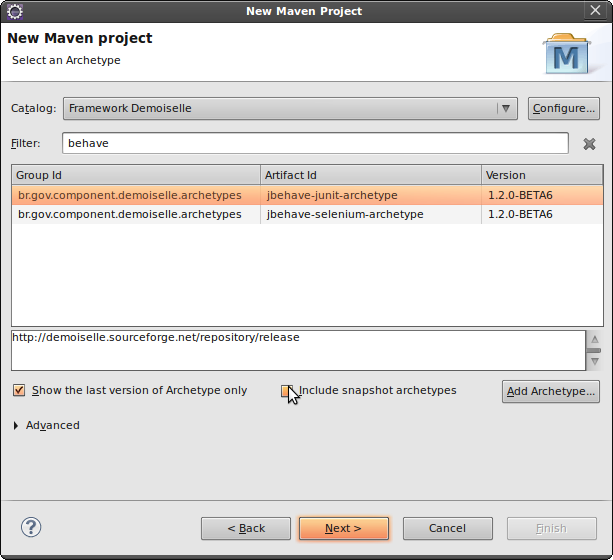 New Maven Project
New Maven project
Select an Archetype
M
Catalog: Framework Demoiselle Configure...
Filter: behave
Group Id Artifact Id Version
br.gov.component.demoiselle.archetypes jbehave-junit-archetype 1.2.0-BETA6
br.gov.component.demoiselle.archetypes jbehave-selenium-archetype 1.2.0-BETA6
http://demoiselle.sourceforge.net/repository/release
Show the last version of Archetype only Include snapshot archetypes Add Archetype...
Advanced
? < Back Next > Cancel Finish